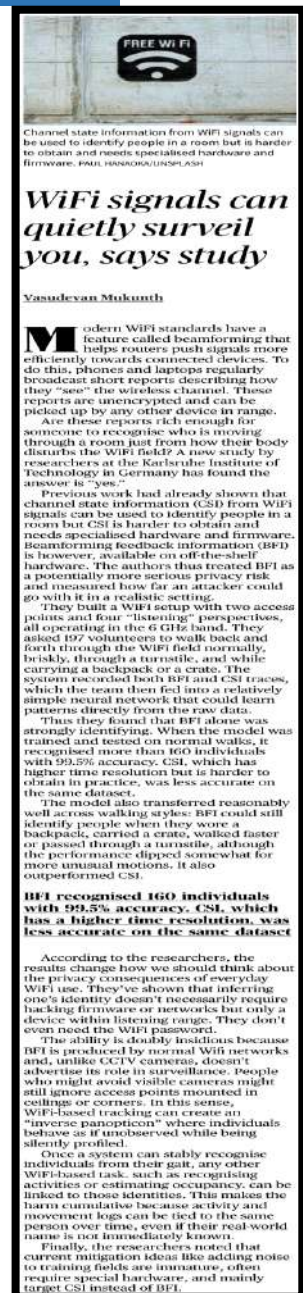 FREE Wi Fi
Channel state information from WiFi signals can
be used to identify people in a room but is harder
to obtain and needs specialised hardware and
firmware. PAUL HANAOKA/UNSPLASH
WiFi signals can
quietly surveil
you, says study
Vasudevan Mukunth
Modern WiFi standards have a
feature called beamforming that
helps routers push signals more
efficiently towards connected devices. To
do this, phones and laptops regularly
broadcast short reports describing how
they “see” the wireless channel. These
reports are unencrypted and can be
picked up by any other device in range.
Are these reports rich enough for
someone to recognise who is moving
through a room just from how their body
disturbs the WiFi field? A new study by
researchers at the Karlsruhe Institute of
Technology in Germany has found the
answer is “yes.”
Previous work had already shown that
channel state information (CSI) from WiFi
signals can be used to identify people in a
room but CSI is harder to obtain and
needs specialised hardware and firmware.
Beamforming feedback information (BFI)
is however, available on off-the-shelf
hardware. The authors thus treated BFI as
a potentially more serious privacy risk
and measured how far an attacker could
go with it in a realistic setting.
They built a WiFi setup with two access
points and four “listening” perspectives,
all operating in the 6 GHz band. They
asked 197 volunteers to walk back and
forth through the WiFi field normally,
briskly, through a turnstile, and while
carrying a backpack or a crate. The
system recorded both BFI and CSI traces,
which the team then fed into a relatively
simple neural network that could learn
patterns directly from the raw data.
Thus they found that BFI alone was
strongly identifying. When the model was
trained and tested on normal walks, it
recognised more than 160 individuals
with 99.5% accuracy. CSI, which has
higher time resolution but is harder to
obtain in practice, was less accurate on
the same dataset.
The model also transferred reasonably
well across walking styles: BFI could still
identify people when they wore a
backpack, carried a crate, walked faster
or passed through a turnstile, although
the performance dipped somewhat for
more unusual motions. It also
outperformed CSI.
BFI recognised 160 individuals
with 99.5% accuracy. CSI, which
has a higher time resolution, was
less accurate on the same dataset
According to the researchers, the
results change how we should think about
the privacy consequences of everyday
WiFi use. They’ve shown that inferring
one’s identity doesn’t necessarily require
hacking firmware or networks but only a
device within listening range. They don’t
even need the WiFi password.
The ability is doubly insidious because
BFI is produced by normal Wifi networks
and, unlike CCTV cameras, doesn’t
advertise its role in surveillance. People
who might avoid visible cameras might
still ignore access points mounted in
ceilings or corners. In this sense,
WiFi-based tracking can create an
“inverse panopticon” where individuals
behave as if unobserved while being
silently profiled.
Once a system can stably recognise
individuals from their gait, any other
WiFi-based task, such as recognising
activities or estimating occupancy, can be
linked to those identities. This makes the
harm cumulative because activity and
movement logs can be tied to the same
person over time, even if their real-world
name is not immediately known.
Finally, the researchers noted that
current mitigation ideas like adding noise
to training fields are immature, often
require special hardware, and mainly
target CSI instead of BFI.